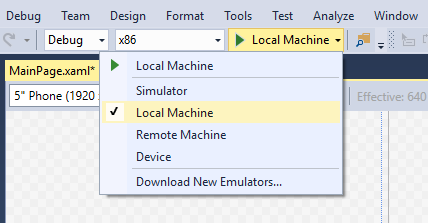 Debug Team Design Format Tools Test Analyze Window
Debug x86 Local Machine
MainPage.xaml*
Local Machine
5" Phone (1920
Effective: 640
Simulator
Local Machine
Remote Machine
Device
Download New Emulators...